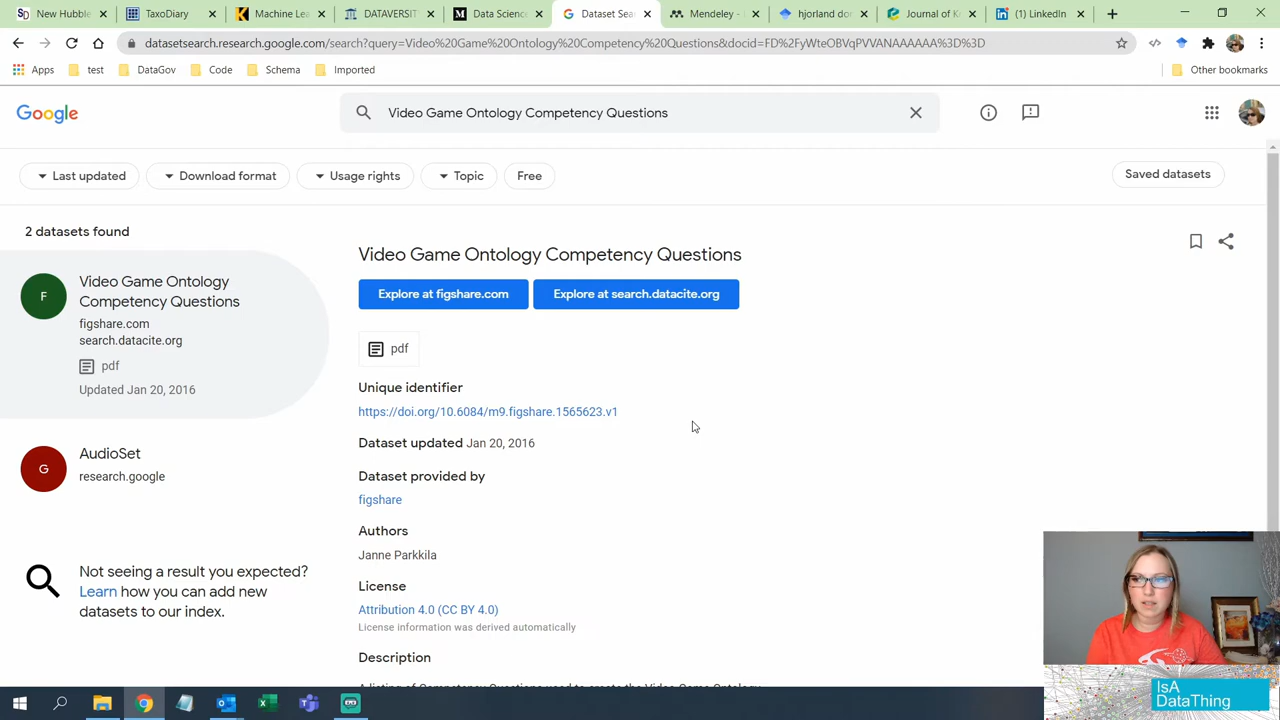 New Hubble
TaxoDiary
Machine Lea
DATAVERSIT
Data Science
Dataset Sea
Mendeley -
hjorland do
Journal of K
(1) LinkedIn
datasetsearch.research.google.com/search?query=Video%20Game%20Ontology%20Competency%20Questions&docid=FD%2FyWteOBVqPVVANAAAAAA%3D%3D
Apps
test
DataGov
Code
Schema
Imported
Other bookmarks
Google
Video Game Ontology Competency Questions
Last updated
Download format
Usage rights
Topic
Free
Saved datasets
2 datasets found
F
Video Game Ontology
Competency Questions
figshare.com
search.datacite.org
pdf
Updated Jan 20, 2016
G
AudioSet
research.google
Not seeing a result you expected?
Learn how you can add new
datasets to our index.
Video Game Ontology Competency Questions
Explore at figshare.com
Explore at search.datacite.org
pdf
Unique identifier
https://doi.org/10.6084/m9.figshare.1565623.v1
Dataset updated Jan 20, 2016
Dataset provided by
figshare
Authors
Janne Parkkila
License
Attribution 4.0 (CC BY 4.0)
License information was derived automatically
Description
IsA
DataThing